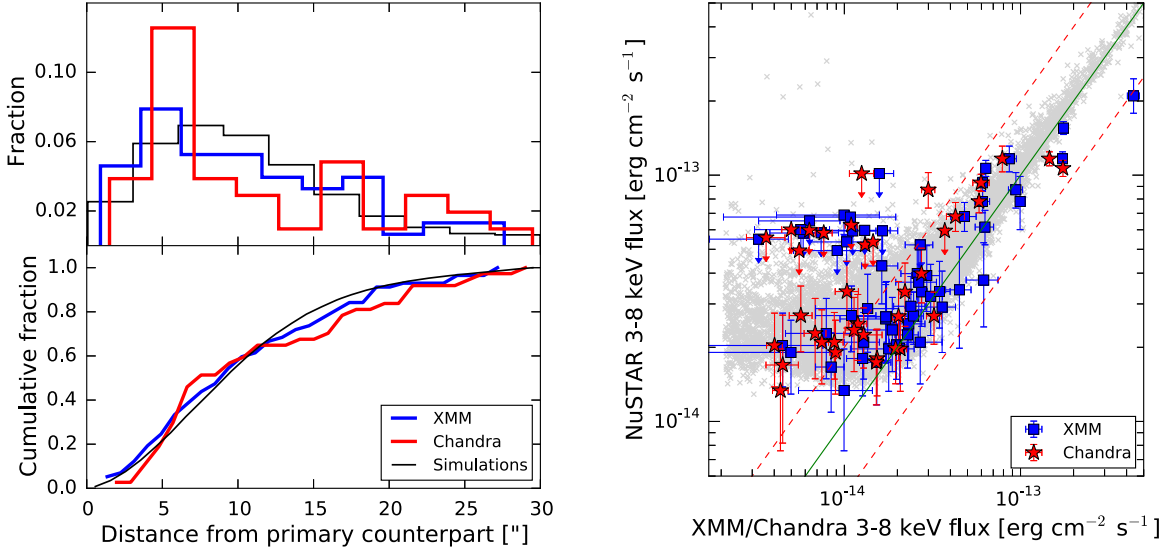 Fraction
0.10
0.06
0.02
Cumulative fraction
1.0
0.8
0.6
0.4
0.2
0.0
XMM
Chandra
Simulations
0 5 10 15 20 25 30
Distance from primary counterpart ["]
NuSTAR 3-8 keV flux [erg cm⁻² s⁻¹]
10⁻¹³
10⁻¹⁴
XMM
Chandra
10⁻¹⁴ 10⁻¹³
XMM/Chandra 3-8 keV flux [erg cm⁻² s⁻¹]